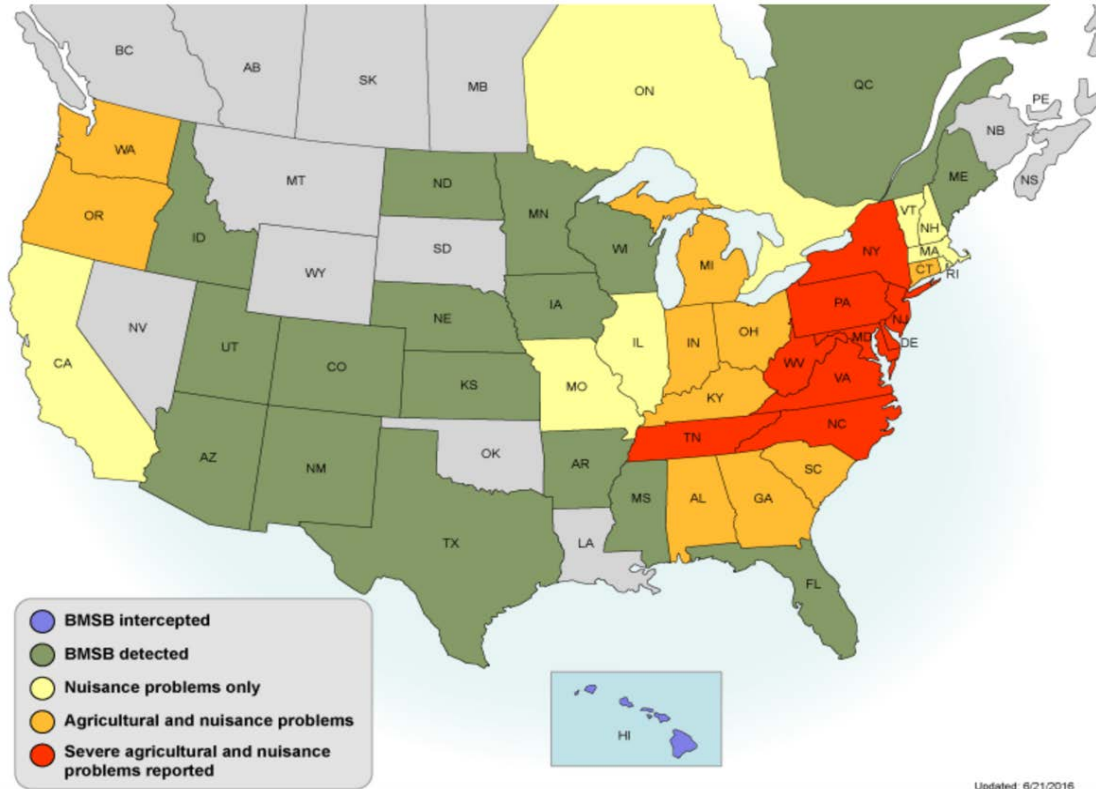 BC
AB
SK
MB
ON
QC
PE
NB
NS
WA
MT
ND
MN
ME
VT
NH
OR
ID
SD
WI
NY
MA
CT
RI
WY
MI
IA
PA
NJ
NV
NE
OH
MD
DE
CA
UT
CO
IL
IN
WV
VA
KS
MO
KY
NC
TN
AZ
NM
OK
AR
SC
MS
AL
GA
TX
LA
FL
BMSB intercepted
BMSB detected
Nuisance problems only
Agricultural and nuisance problems
Severe agricultural and nuisance
problems reported
HI
Updated: 6/21/2016